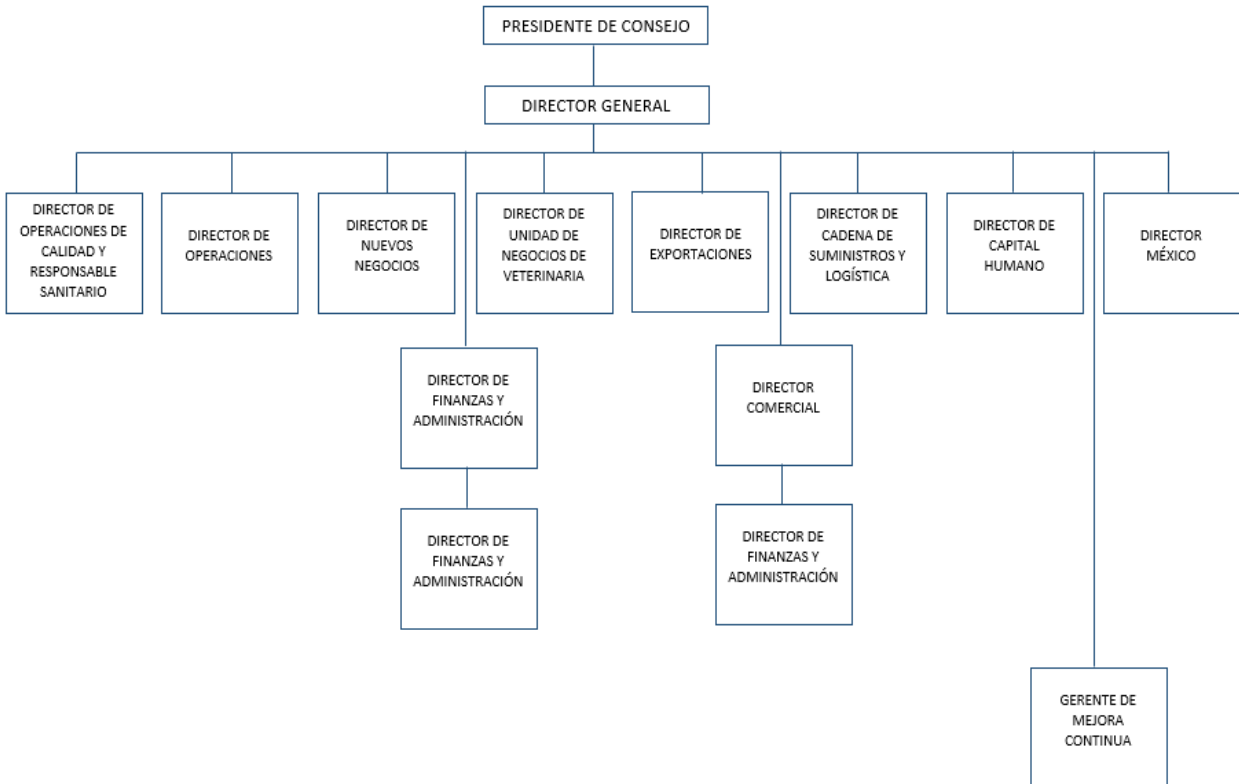 PRESIDENTE DE CONSEJO
DIRECTOR GENERAL
DIRECTOR DE
OPERACIONES DE
CALIDAD Y
RESPONSABLE
SANITARIO
DIRECTOR DE
OPERACIONES
DIRECTOR DE
NUEVOS
NEGOCIOS
DIRECTOR DE
UNIDAD DE
NEGOCIOS DE
VETERINARIA
DIRECTOR DE
EXPORTACIONES
DIRECTOR DE
CADENA DE
SUMINISTROS Y
LOGÍSTICA
DIRECTOR DE
CAPITAL
HUMANO
DIRECTOR
MÉXICO
DIRECTOR DE
FINANZAS Y
ADMINISTRACIÓN
DIRECTOR
COMERCIAL
DIRECTOR DE
FINANZAS Y
ADMINISTRACIÓN
DIRECTOR DE
FINANZAS Y
ADMINISTRACIÓN
GERENTE DE
MEJORA
CONTINUA